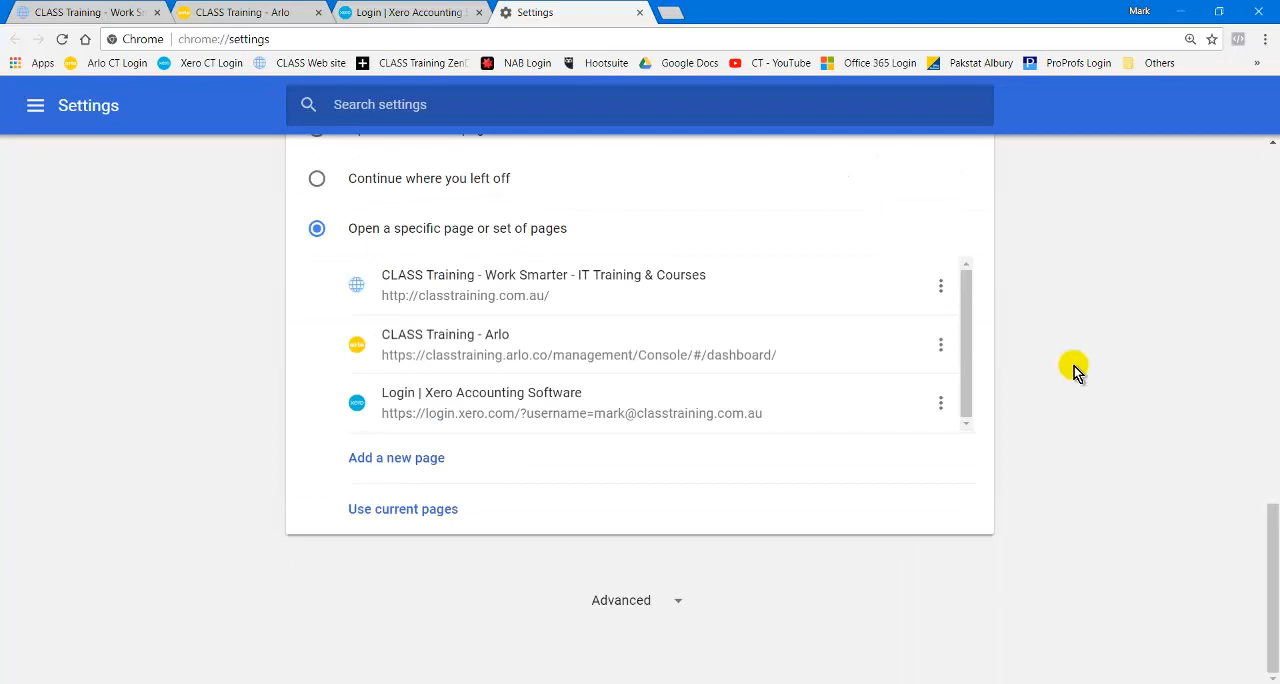 CLASS Training - Work S
CLASS Training - Arlo
Login | Xero Accounting
Settings
Mark
Chrome
chrome://settings
Apps
Arlo CT Login
Xero CT Login
CLASS Web site
CLASS Training Zen
NAB Login
Hootsuite
Google Docs
CT - YouTube
Office 365 Login
Pakstat Albury
ProProfs Login
Others
»
Settings
Search settings
Continue where you left off
Open a specific page or set of pages
CLASS Training - Work Smarter - IT Training & Courses
http://classtraining.com.au/
CLASS Training - Arlo
https://classtraining.arlo.co/management/Console/#/dashboard/
Login | Xero Accounting Software
https://login.xero.com/?username=mark@classtraining.com.au
Add a new page
Use current pages
Advanced